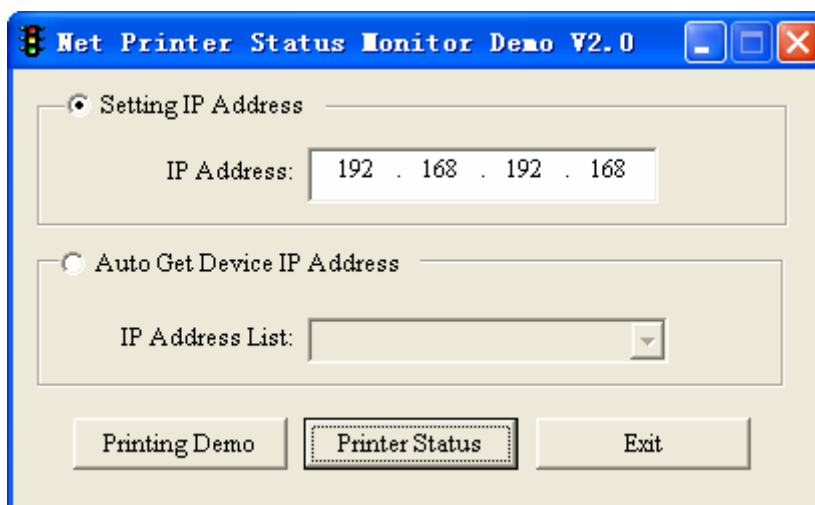 Net Printer Status Monitor Demo V2.0
Setting IP Address
IP Address: 192 . 168 . 192 . 168
Auto Get Device IP Address
IP Address List:
Printing Demo Printer Status Exit